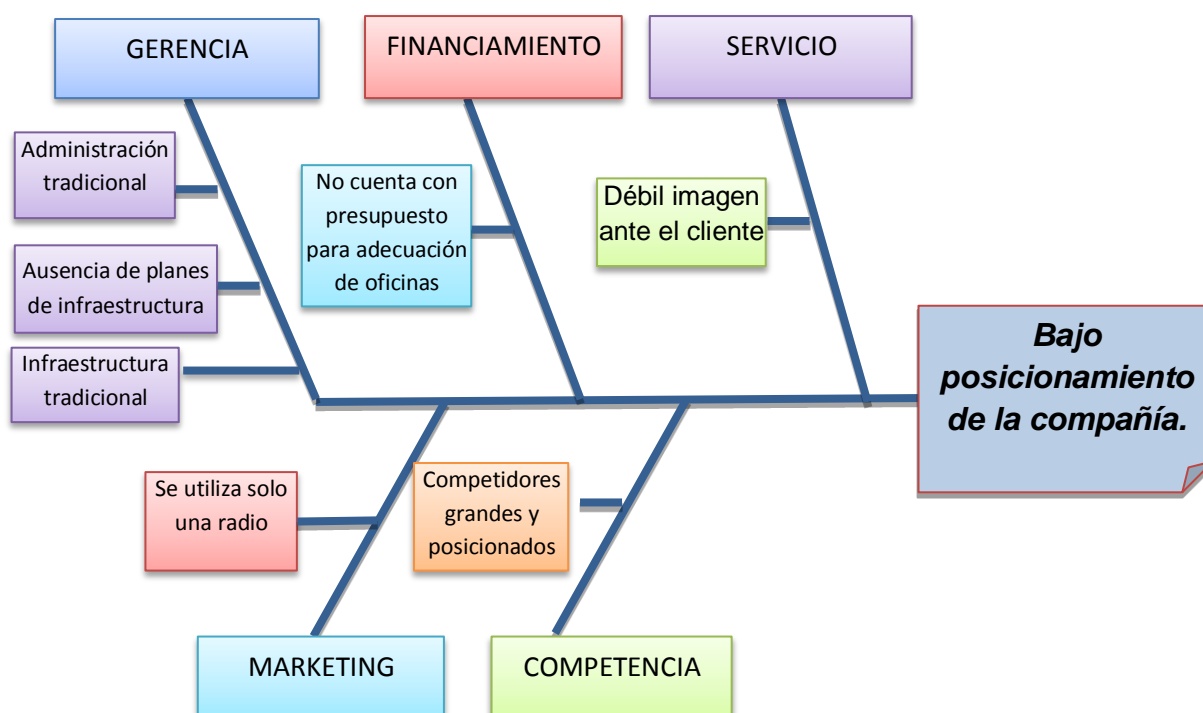 GERENCIA
FINANCIAMIENTO
SERVICIO
Administración
tradicional
Ausencia de planes
de infraestructura
Infraestructura
tradicional
No cuenta con
presupuesto
para adecuación
de oficinas
Débil imagen
ante el cliente
Bajo
posicionamiento
de la compañía.
Se utiliza solo
una radio
Competidores
grandes y
posicionados
MARKETING
COMPETENCIA